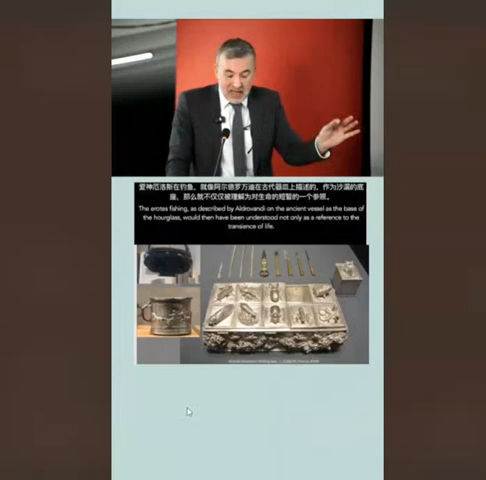 爱神厄洛斯在钓鱼，就像阿尔德罗万迪在古代器皿上描述的，作为沙漏的底
座，那么就不仅仅被理解为对生命的短暂的一个参照。
The erotes fishing, as described by Aldrovandi on the ancient vessel as the base of
the hourglass, would then have been understood not only as a reference to the
transience of life.